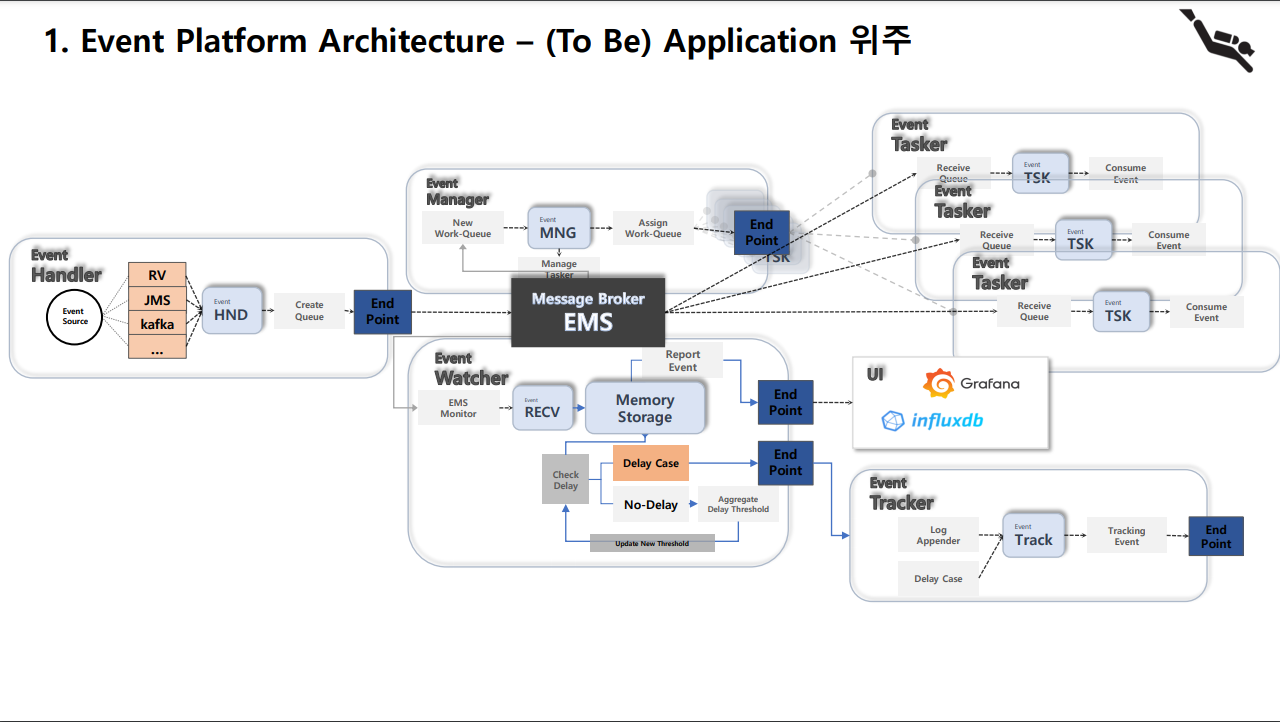 1. Event Platform Architecture – (To Be) Application 위주
Event
Handler
Event
Source
RV
JMS
kafka
...
Event
HND
Create
Queue
End
Point
Event
Manager
New
Work-Queue
Event
MNG
Assign
Work-Queue
Manage
Tasker
End
Point
TSK
Message Broker
EMS
Event
Tasker
Receive
Queue
Event
TSK
Consume
Event
Event
Tasker
Receive
Queue
Event
TSK
Consume
Event
Event
Tasker
Receive
Queue
Event
TSK
Consume
Event
Event
Watcher
EMS
Monitor
Event
RECV
Memory
Storage
Report
Event
End
Point
Check
Delay
Delay Case
No-Delay
Aggregate
Delay Threshold
Update New Threshold
End
Point
UI
Grafana
influxdb
Event
Tracker
Log
Appender
Delay Case
Event
Track
Tracking
Event
End
Point